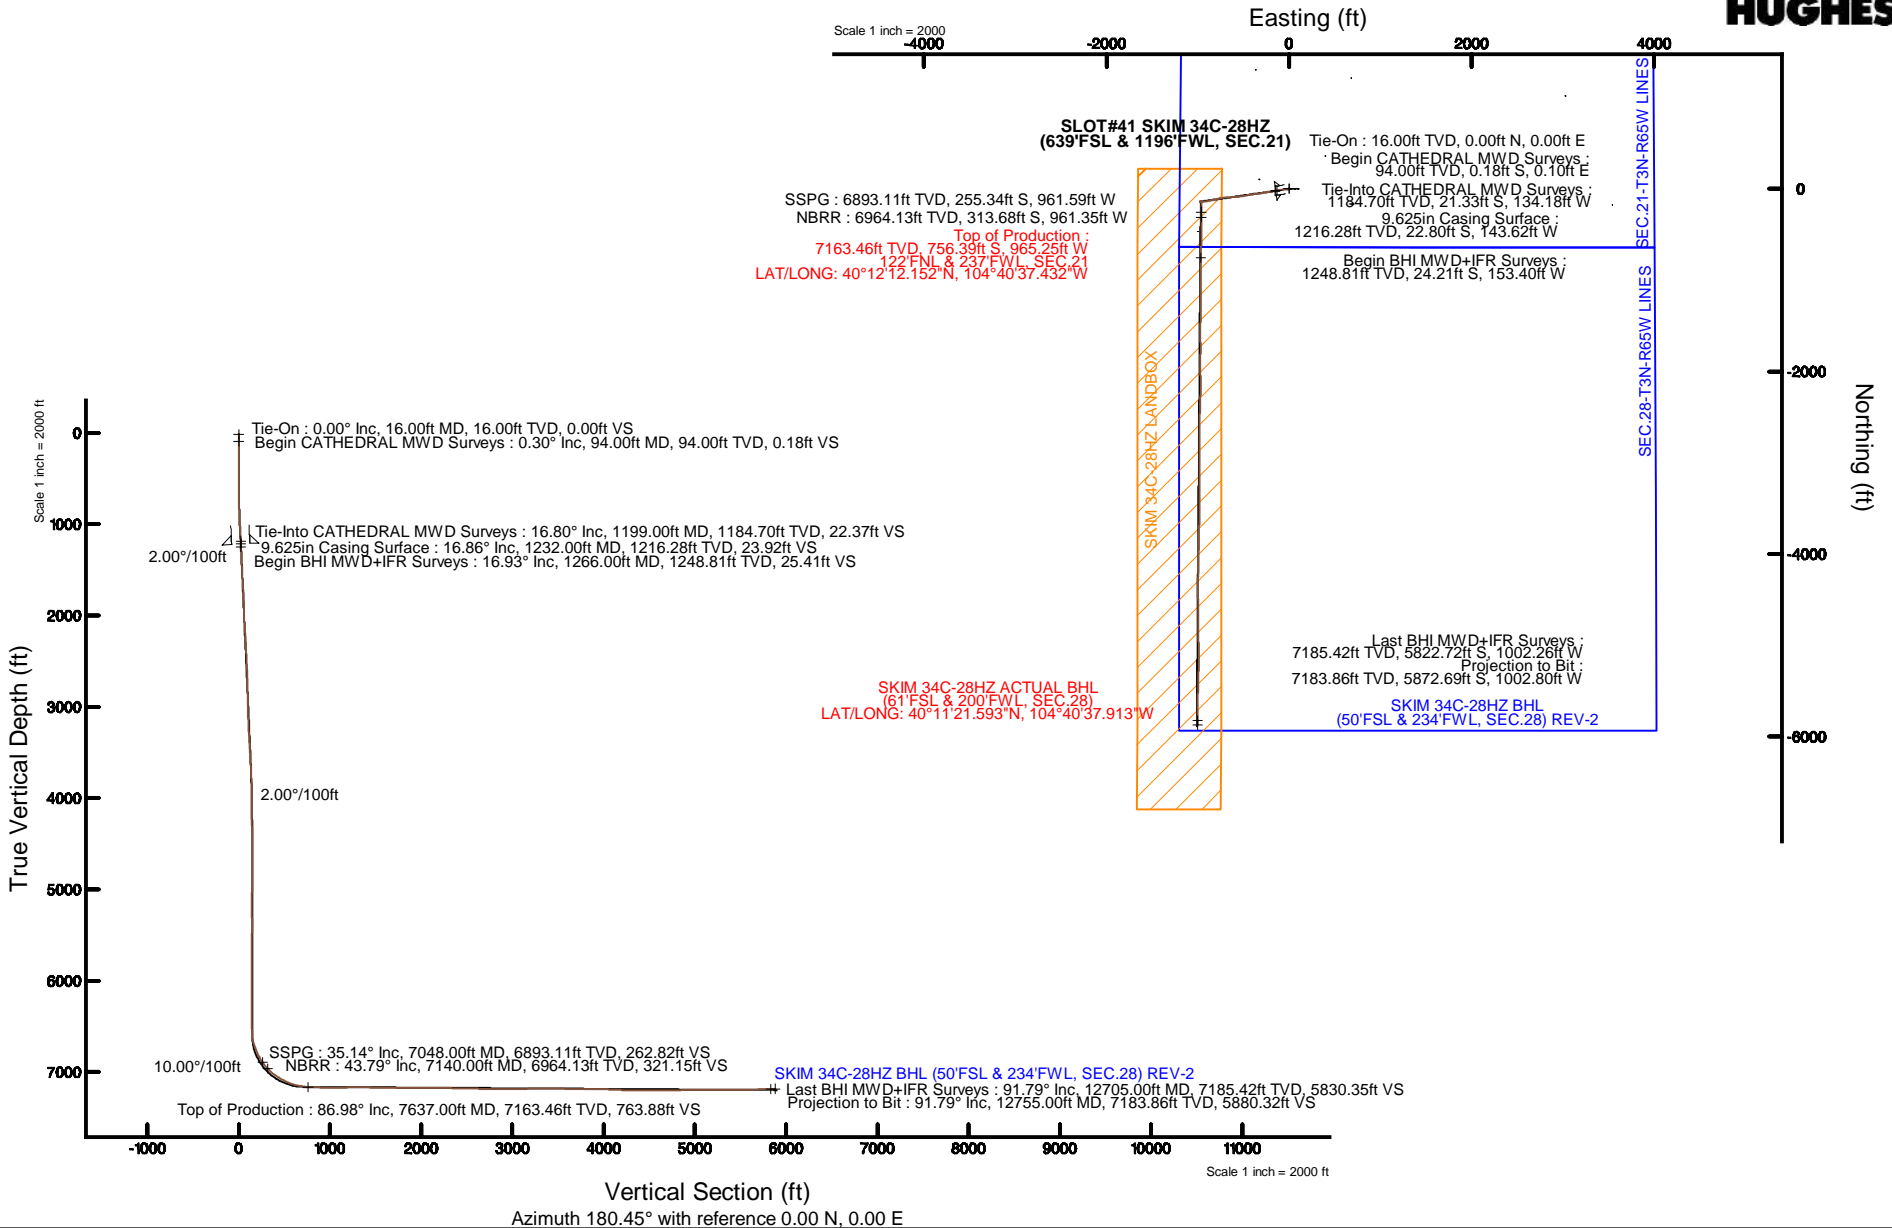 HUGHES
Easting (ft)
Scale 1 inch = 2000
-4000
-2000
0
2000
4000
SLOT#41 SKIM 34C-28HZ
(639'FSL & 1196'FWL, SEC.21)
Tie-On : 16.00ft TVD, 0.00ft N, 0.00ft E
Begin CATHEDRAL MWD Surveys :
94.00ft TVD, 0.18ft S, 0.10ft E
Tie-Into CATHEDRAL MWD Surveys :
1184.70ft TVD, 21.33ft S, 134.18ft W
9.625in Casing Surface :
1216.28ft TVD, 22.80ft S, 143.62ft W
Begin BHI MWD+IFR Surveys :
1248.81ft TVD, 24.21ft S, 153.40ft W
SSPG : 6893.11ft TVD, 255.34ft S, 961.59ft W
NBRR : 6964.13ft TVD, 313.68ft S, 961.35ft W
Top of Production :
7163.46ft TVD, 756.39ft S, 965.25ft W
122'FNL & 237'FWL, SEC.21
LAT/LONG: 40°12'12.152"N, 104°40'37.432"W
SEC.21-T3N-R65W LINES
SEC.28-T3N-R65W LINES
SKIM 34C-28HZ LANDBOX
0
-2000
-4000
-6000
Northing (ft)
Last BHI MWD+IFR Surveys :
7185.42ft TVD, 5822.72ft S, 1002.26ft W
Projection to Bit :
7183.86ft TVD, 5872.69ft S, 1002.80ft W
SKIM 34C-28HZ BHL
(50'FSL & 234'FWL, SEC.28) REV-2
SKIM 34C-28HZ ACTUAL BHL
(61'FSL & 200'FWL, SEC.28)
LAT/LONG: 40°11'21.593"N, 104°40'37.913"W
Scale 1 inch = 2000 ft
True Vertical Depth (ft)
0
1000
2000
3000
4000
5000
6000
7000
Tie-On : 0.00° Inc, 16.00ft MD, 16.00ft TVD, 0.00ft VS
Begin CATHEDRAL MWD Surveys : 0.30° Inc, 94.00ft MD, 94.00ft TVD, 0.18ft VS
Tie-Into CATHEDRAL MWD Surveys : 16.80° Inc, 1199.00ft MD, 1184.70ft TVD, 22.37ft VS
9.625in Casing Surface : 16.86° Inc, 1232.00ft MD, 1216.28ft TVD, 23.92ft VS
Begin BHI MWD+IFR Surveys : 16.93° Inc, 1266.00ft MD, 1248.81ft TVD, 25.41ft VS
2.00°/100ft
2.00°/100ft
10.00°/100ft
SSPG : 35.14° Inc, 7048.00ft MD, 6893.11ft TVD, 262.82ft VS
NBRR : 43.79° Inc, 7140.00ft MD, 6964.13ft TVD, 321.15ft VS
SKIM 34C-28HZ BHL (50'FSL & 234'FWL, SEC.28) REV-2
Last BHI MWD+IFR Surveys : 91.79° Inc, 12705.00ft MD, 7185.42ft TVD, 5830.35ft VS
Projection to Bit : 91.79° Inc, 12755.00ft MD, 7183.86ft TVD, 5880.32ft VS
Top of Production : 86.98° Inc, 7637.00ft MD, 7163.46ft TVD, 763.88ft VS
-1000
0
1000
2000
3000
4000
5000
6000
7000
8000
9000
10000
11000
Scale 1 inch = 2000 ft
Vertical Section (ft)
Azimuth 180.45° with reference 0.00 N, 0.00 E